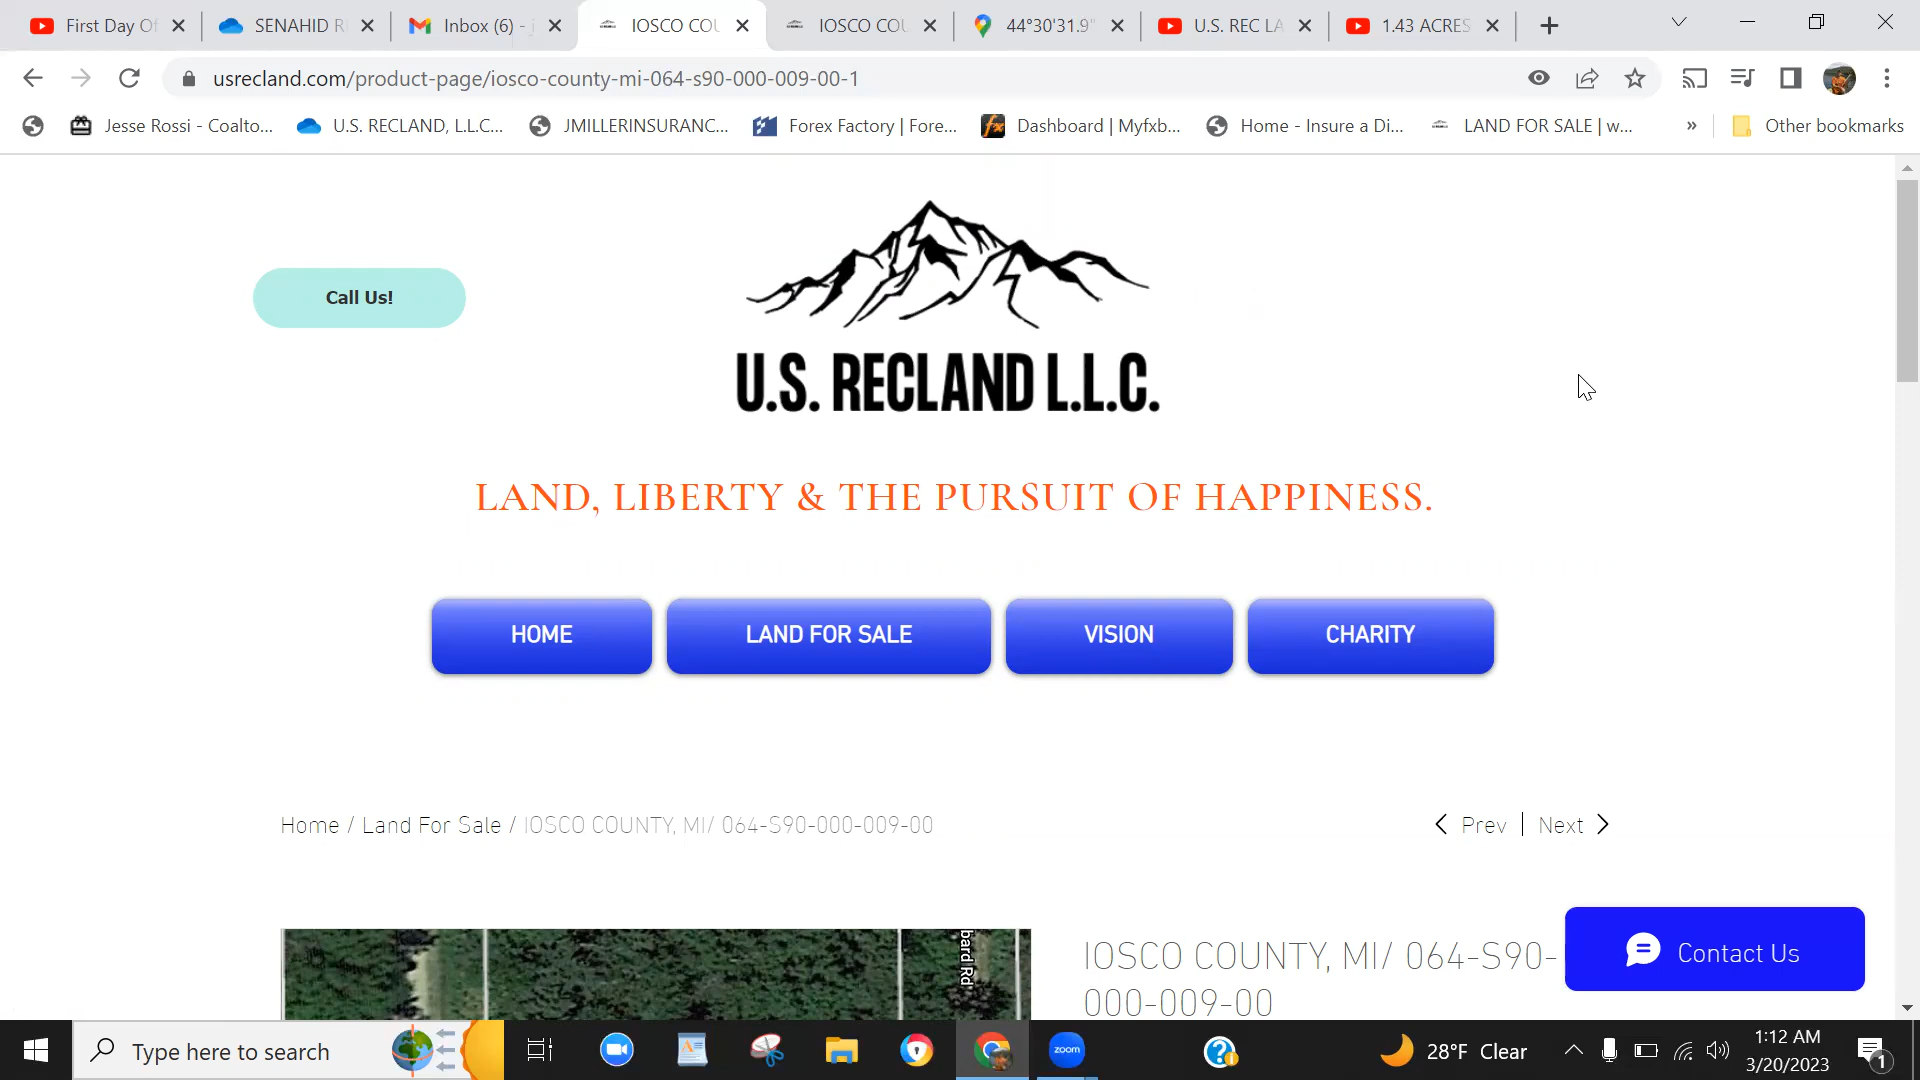 First Day Of
SENAHID R
Inbox (6) - j
IOSCO COU
IOSCO COU
44°30'31.9"
U.S. REC LA
1.43 ACRES
usrecland.com/product-page/iosco-county-mi-064-s90-000-009-00-1
Jesse Rossi - Coalto...
U.S. RECLAND, L.L.C...
JMILLERINSURANC...
Forex Factory | Fore...
Dashboard | Myfxb...
Home - Insure a Di...
LAND FOR SALE | w...
»
Other bookmarks
Call Us!
U.S. RECLAND L.L.C.
LAND, LIBERTY & THE PURSUIT OF HAPPINESS.
HOME
LAND FOR SALE
VISION
CHARITY
Home / Land For Sale / IOSCO COUNTY, MI/ 064-S90-000-009-00
Prev | Next
bard Rd
IOSCO COUNTY, MI/ 064-S90-
000-009-00
Contact Us
Type here to search
zoom
28°F Clear
1:12 AM
3/20/2023
1